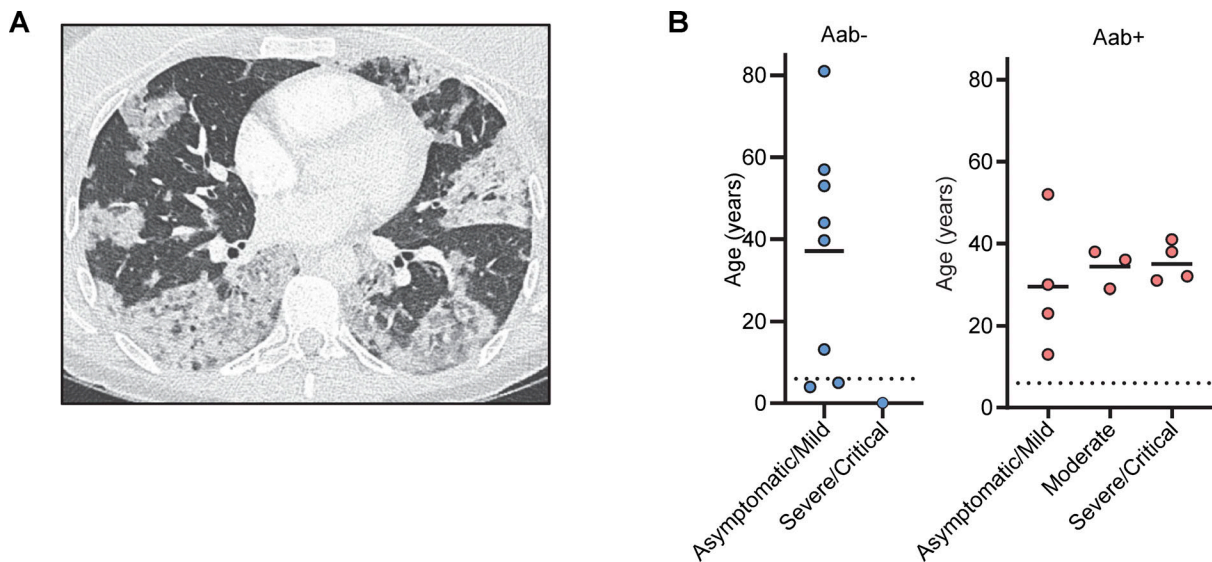 A
B
Aab-
Age (years)
80
60
40
20
0
Asymptomatic/Mild
Severe/Critical
Aab+
Age (years)
80
60
40
20
0
Asymptomatic/Mild
Moderate
Severe/Critical